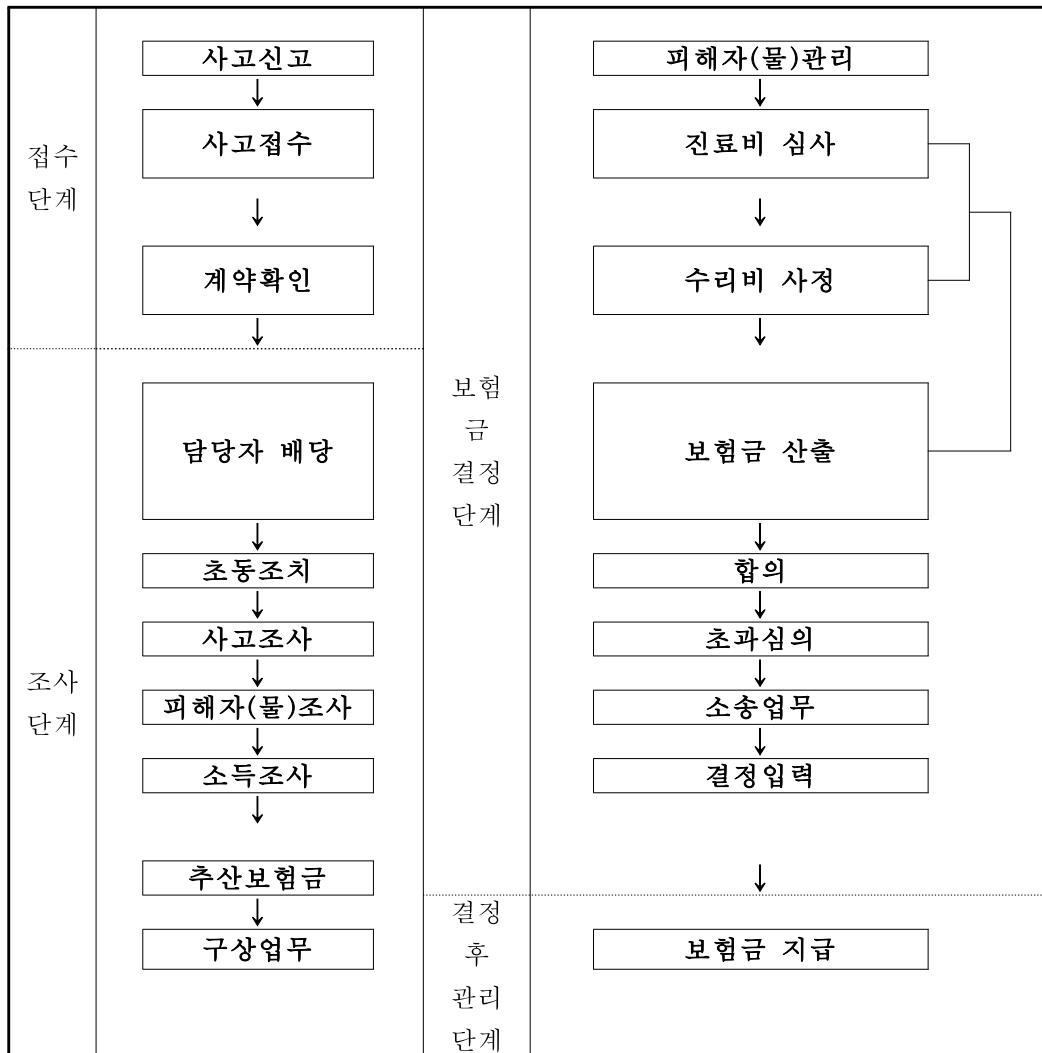 접수
단계
사고신고
사고접수
계약확인
조사
단계
담당자 배당
초동조치
사고조사
피해자(물)조사
소득조사
추산보험금
구상업무
보험
금
결정
단계
피해자(물)관리
진료비 심사
수리비 사정
보험금 산출
합의
초과심의
소송업무
결정입력
결정
후
관리
단계
보험금 지급